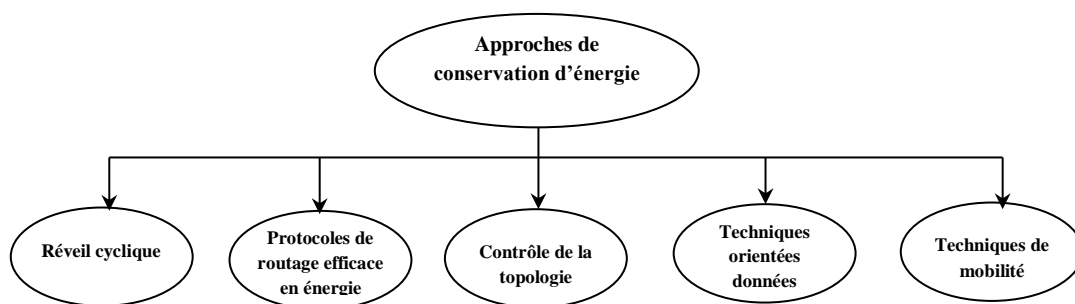 Approches de
conservation d’énergie
Réveil cyclique
Protocoles de
routage efficace
en énergie
Contrôle de la
topologie
Techniques
orientées
données
Techniques de
mobilité